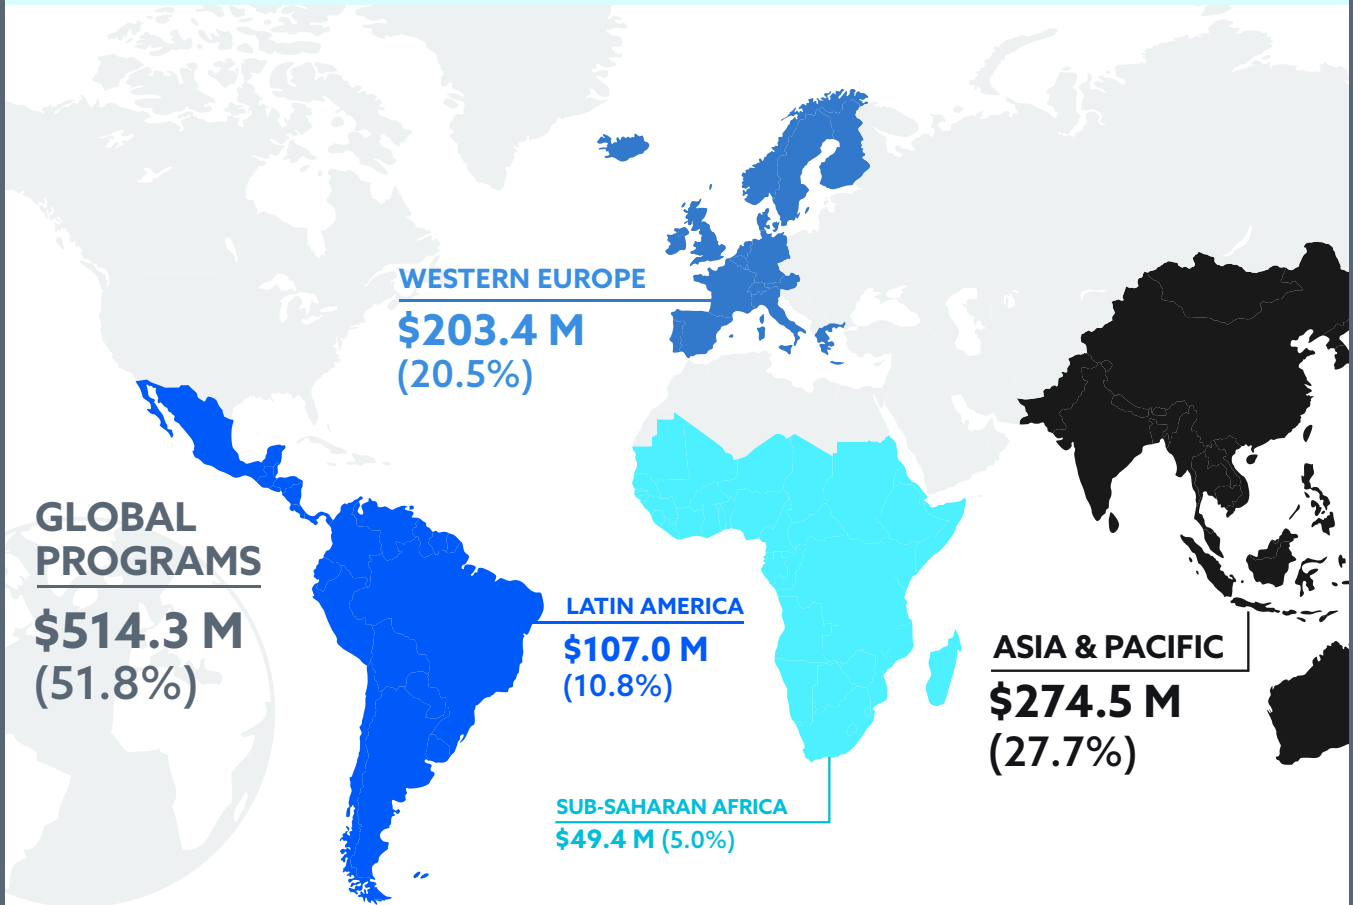 WESTERN EUROPE
$203.4 M
(20.5%)
GLOBAL
PROGRAMS
$514.3 M
(51.8%)
LATIN AMERICA
$107.0 M
(10.8%)
ASIA & PACIFIC
$274.5 M
(27.7%)
SUB-SAHARAN AFRICA
$49.4 M (5.0%)